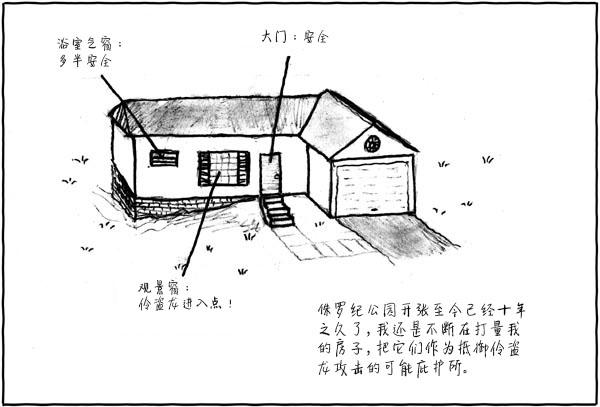 浴室气窗：
多半安全
大门：安全
观景窗：
伶盗龙进入点！
侏罗纪公园开张至今已经十年
之久了，我还是不断在打量我
的房子，把它们作为抵御伶盗
龙攻击的可能庇护所。